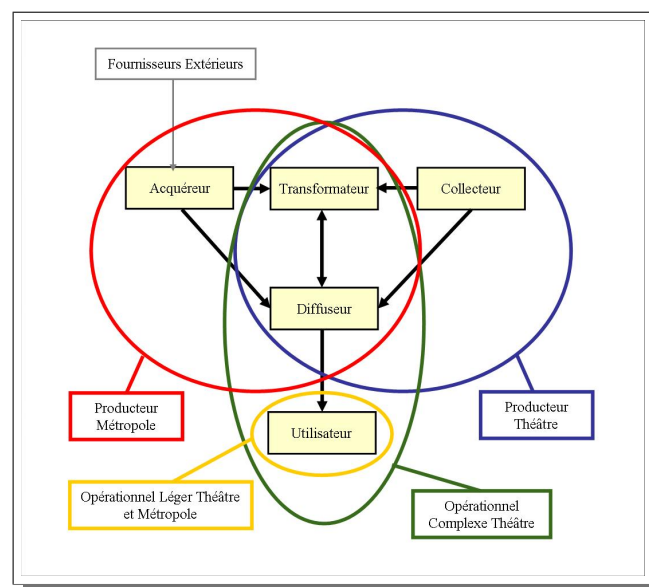 Fournisseurs Extérieurs
Acquéreur
Transformateur
Collecteur
Diffuseur
Producteur
Métropole
Producteur
Théâtre
Utilisateur
Opérationnel Léger Théâtre
et Métropole
Opérationnel
Complexe Théâtre